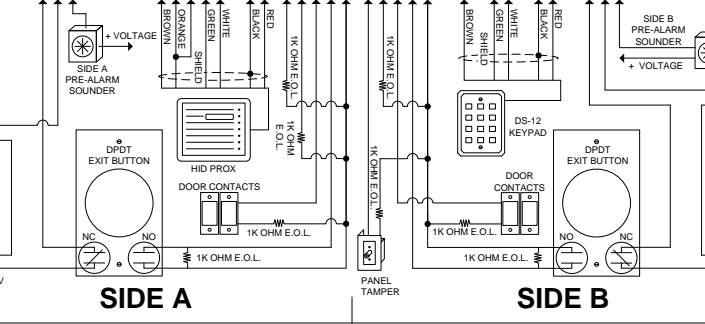 + VOLTAGE
SIDE A
PRE-ALARM
SOUNDER
BROWN
ORANGE
SHIELD
GREEN
WHITE
BLACK
RED
1K OHM E.O.L.
1K OHM
E.O.L.
HID PROX
DOOR CONTACTS
1K OHM E.O.L.
DPDT
EXIT BUTTON
NC
NO
1K OHM E.O.L.
SIDE A
1K OHM E.O.L.
1K OHM E.O.L.
PANEL
TAMPER
BROWN
SHIELD
GREEN
WHITE
BLACK
RED
DS-12
KEYPAD
SIDE B
PRE-ALARM
SOUNDER
+ VOLTAGE
DOOR
CONTACTS
1K OHM E.O.L.
DPDT
EXIT BUTTON
NO
NC
1K OHM E.O.L.
SIDE B